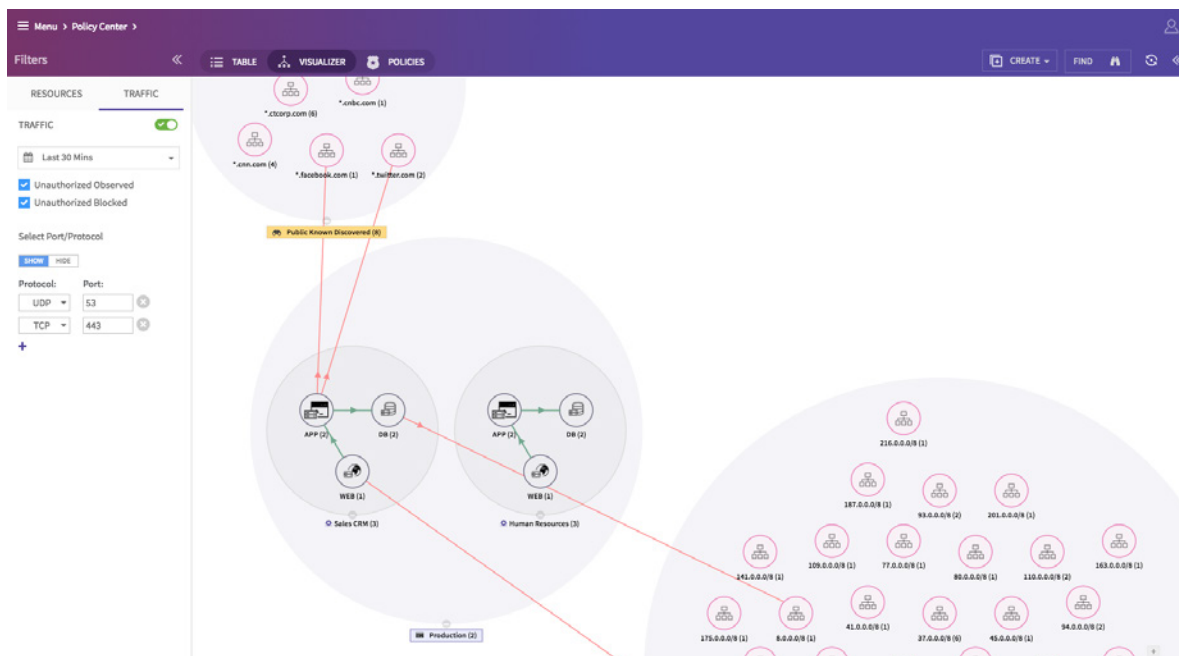 Menu > Policy Center >
Filters
TABLE
VISUALIZER
POLICIES
CREATE
FIND
RESOURCES
TRAFFIC
TRAFFIC
Last 30 Mins
Unauthorized Observed
Unauthorized Blocked
Select Port/Protocol
SHOW
HIDE
Protocol:
Port:
UDP
53
TCP
443
*.ctcorp.com (6)
*.cnbc.com (1)
*.cnn.com (4)
*.facebook.com (1)
*.twitter.com (2)
Public Known Discovered (8)
APP (2)
DB (2)
WEB (1)
Sales CRM (3)
APP (2)
DB (2)
WEB (1)
Human Resources (3)
Production (2)
216.0.0.0/8 (1)
187.0.0.0/8 (1)
93.0.0.0/8 (2)
201.0.0.0/8 (1)
141.0.0.0/8 (1)
109.0.0.0/8 (1)
77.0.0.0/8 (1)
80.0.0.0/8 (1)
110.0.0.0/8 (2)
163.0.0.0/8 (1)
175.0.0.0/8 (1)
8.0.0.0/8 (1)
41.0.0.0/8 (1)
37.0.0.0/8 (6)
45.0.0.0/8 (1)
94.0.0.0/8 (2)